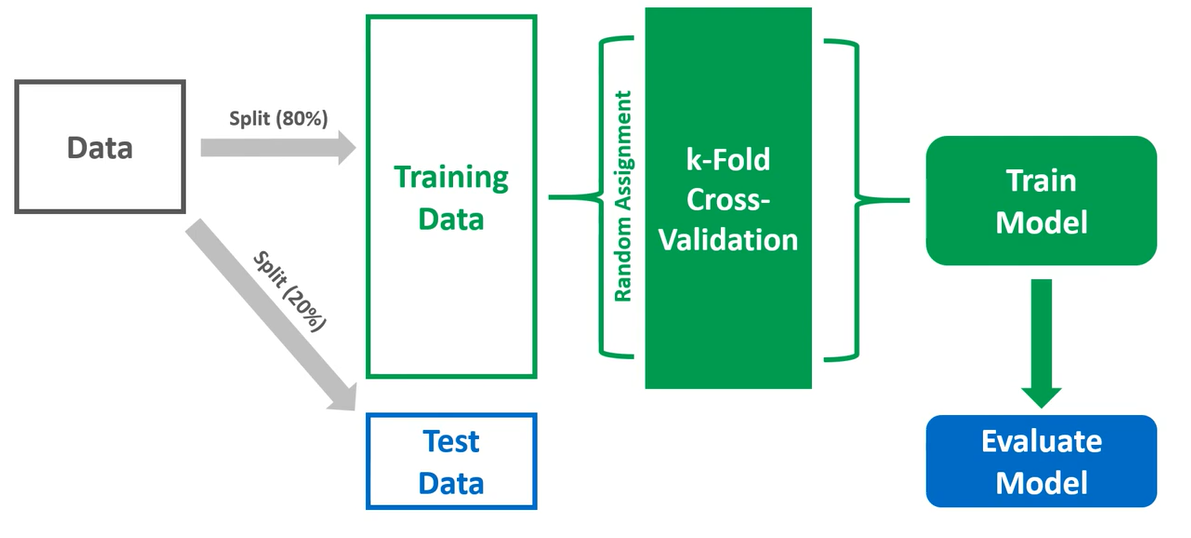 Data
Split (80%)
Split (20%)
Training
Data
Test
Data
Random Assignment
k-Fold
Cross-
Validation
Train
Model
Evaluate
Model